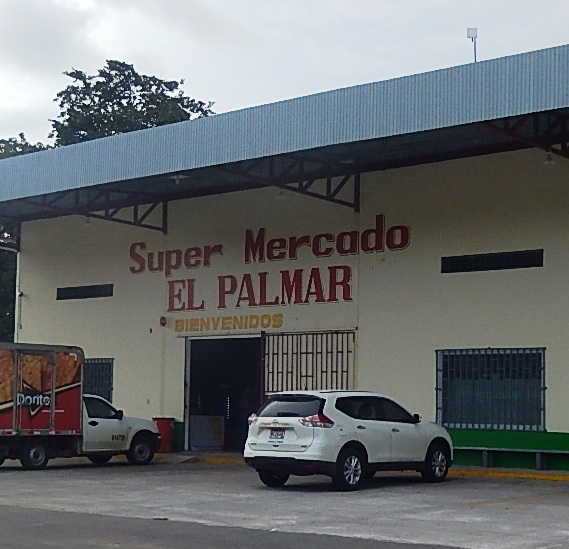 Super Mercado
EL PALMAR
BIENVENIDOS
Doritos